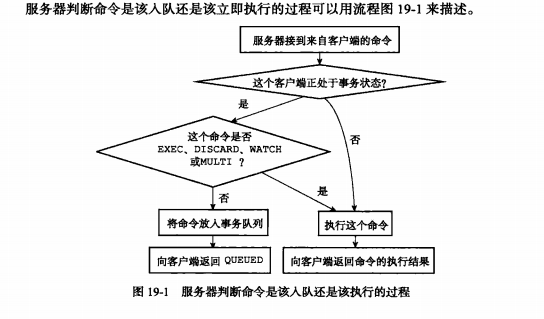 服务器判断命令是该入队还是该立即执行的过程可以用流程图 19-1 来描述。
服务器接到来自客户端的命令
这个客户端正处于事务状态?
是
否
这个命令是否
EXEC、DISCARD、WATCH
或MULTI ?
是
否
将命令放入事务队列
执行这个命令
向客户端返回 QUEUED
向客户端返回命令的执行结果
图 19-1 服务器判断命令是该入队还是该执行的过程